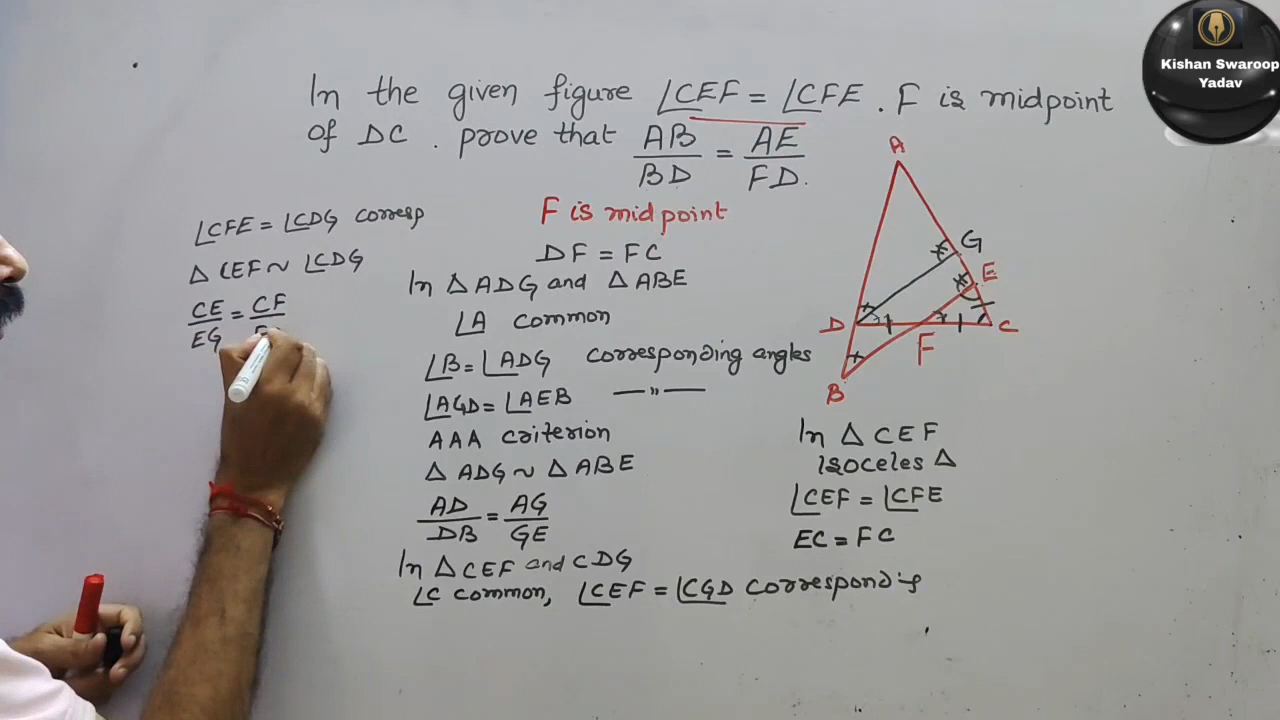 Kishan Swaroop
Yadav
In the given figure ∠CEF = ∠CFE . F is midpoint
of DC . prove that AB/BD = AE/FD.
F is midpoint
DF = FC
In △ ADG and △ ABE
∠A common
∠B = ∠ADG corresponding angles
∠AGD = ∠AEB —〃—
AAA criterion
△ ADG ~ △ ABE
AD/DB = AG/GE
In △ CEF and CDG
∠C common, ∠CEF = ∠CGD corresponding
∠CFE = ∠CDG corresp
△ CEF ~ ∠CDG
CE/EG = CF/
A
G
E
D
C
F
B
In △ CEF
Isoceles △
∠CEF = ∠CFE
EC = FC